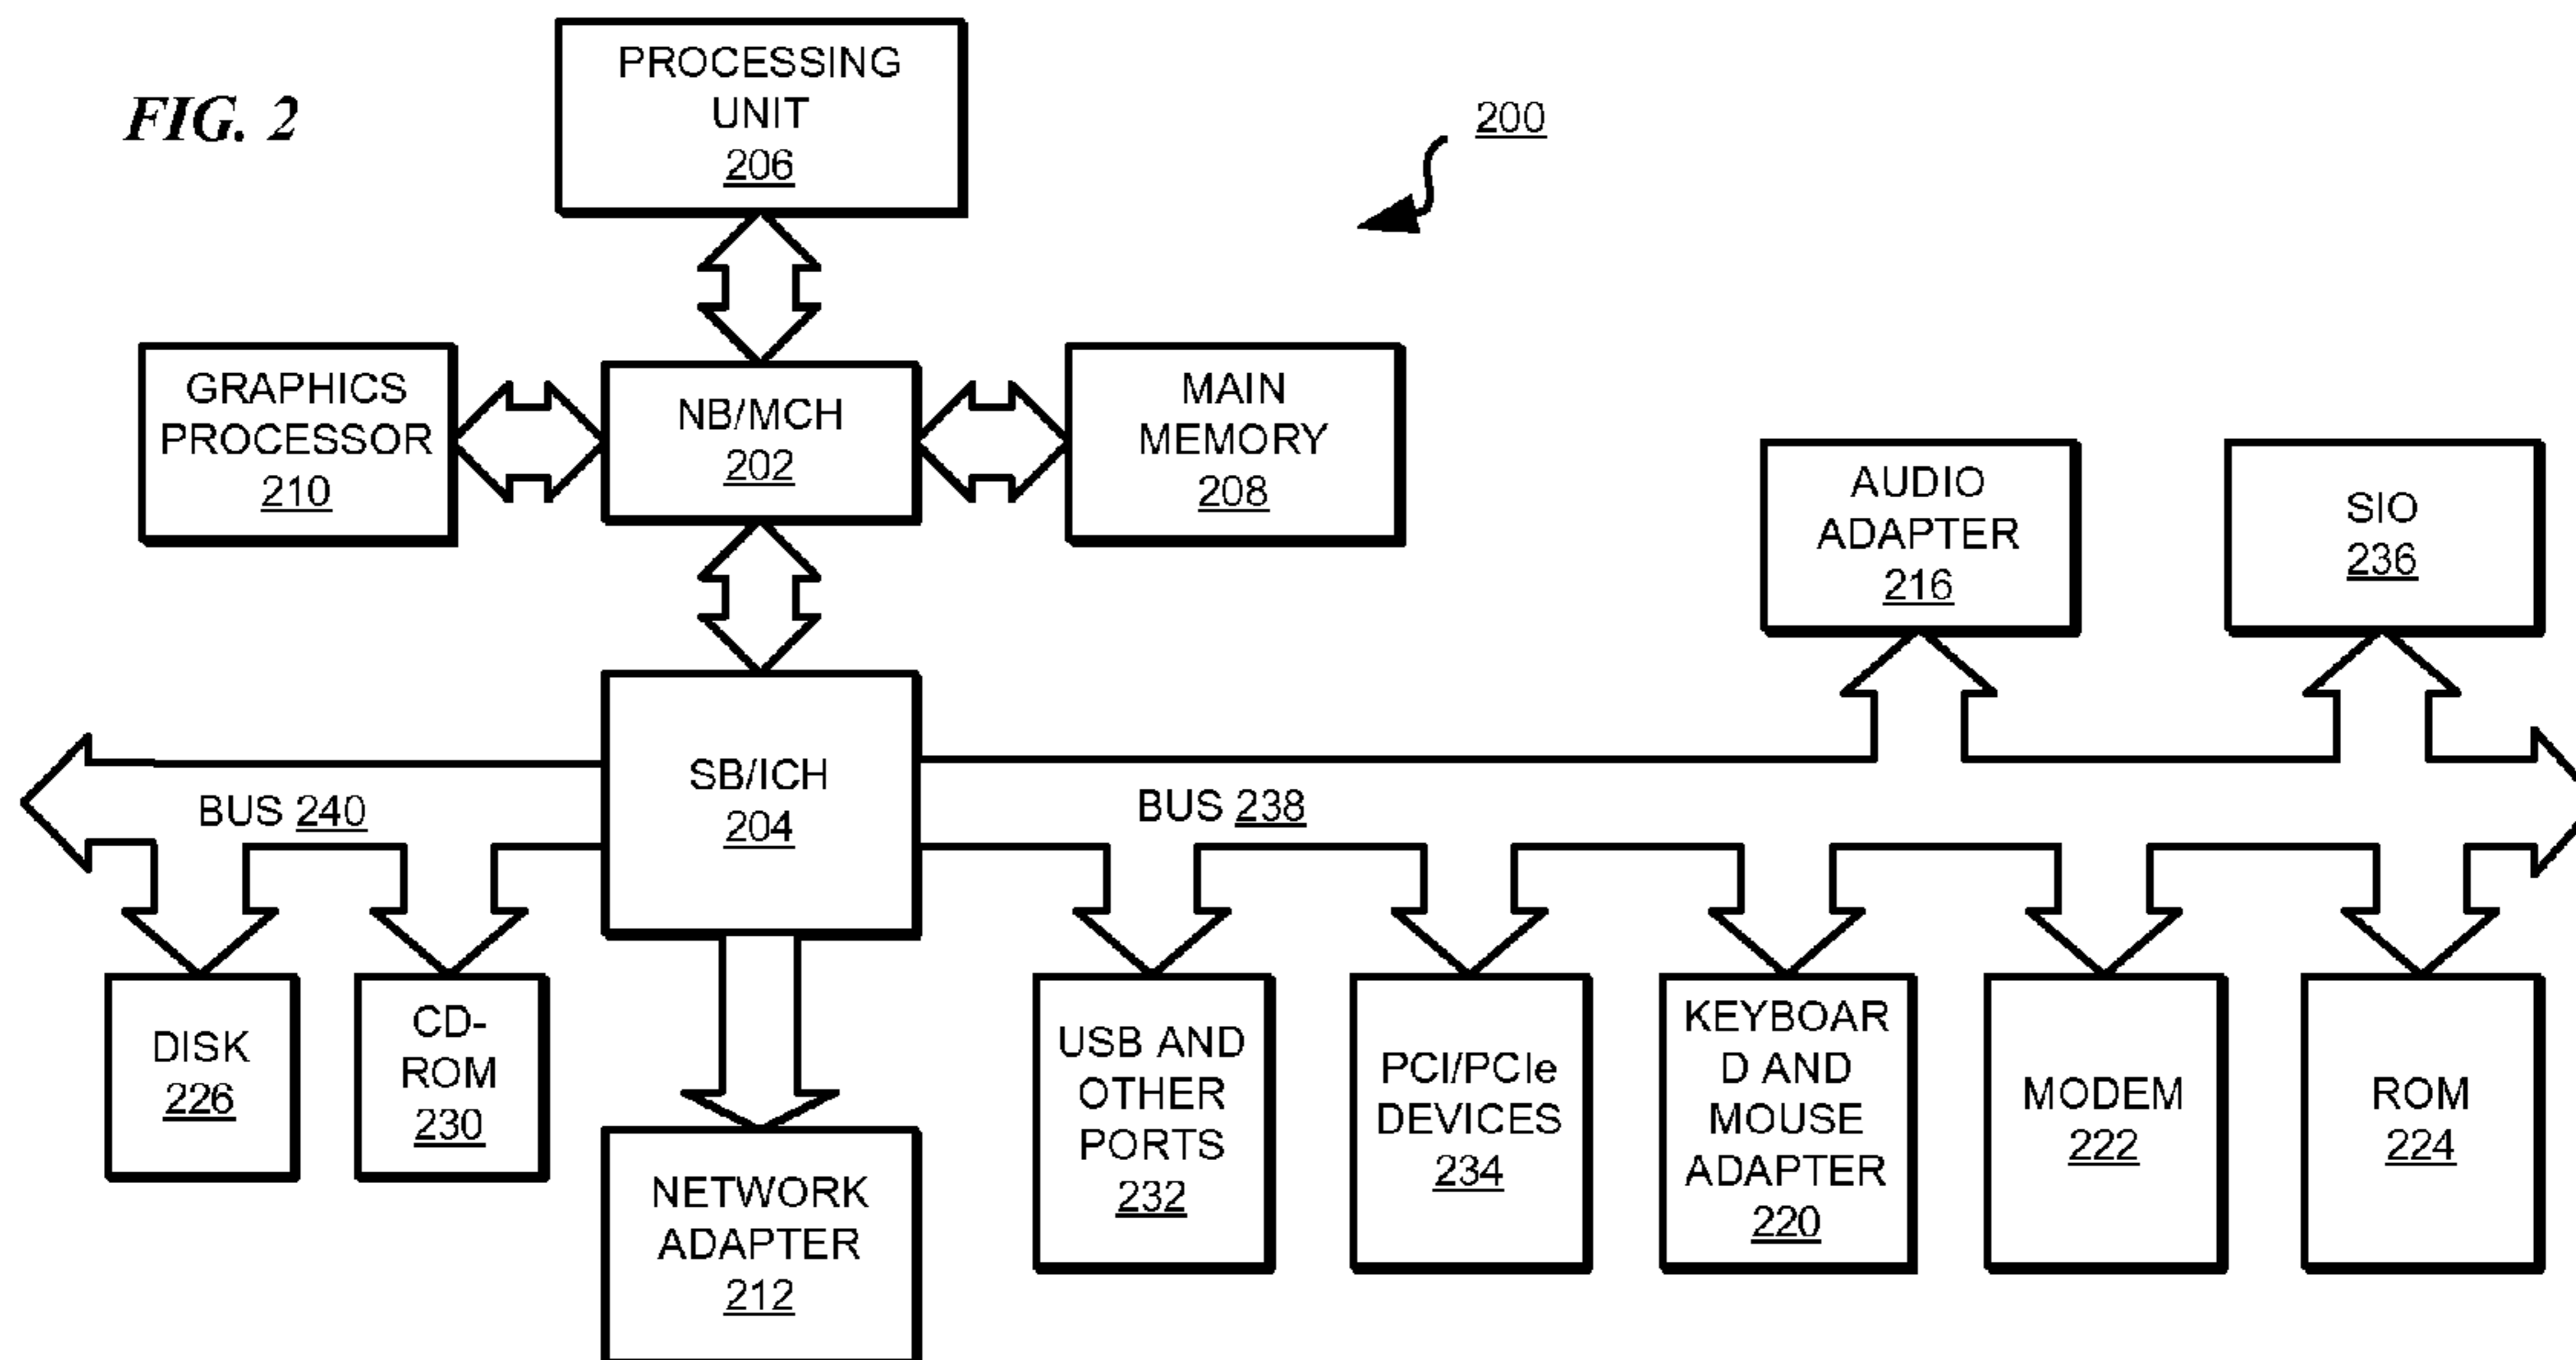 FIG. 2
PROCESSING
UNIT
206
200
GRAPHICS
PROCESSOR
210
NB/MCH
202
MAIN
MEMORY
208
AUDIO
ADAPTER
216
SIO
236
BUS 240
SB/ICH
204
BUS 238
DISK
226
CD-
ROM
230
NETWORK
ADAPTER
212
USB AND
OTHER
PORTS
232
PCI/PCIe
DEVICES
234
KEYBOAR
D AND
MOUSE
ADAPTER
220
MODEM
222
ROM
224